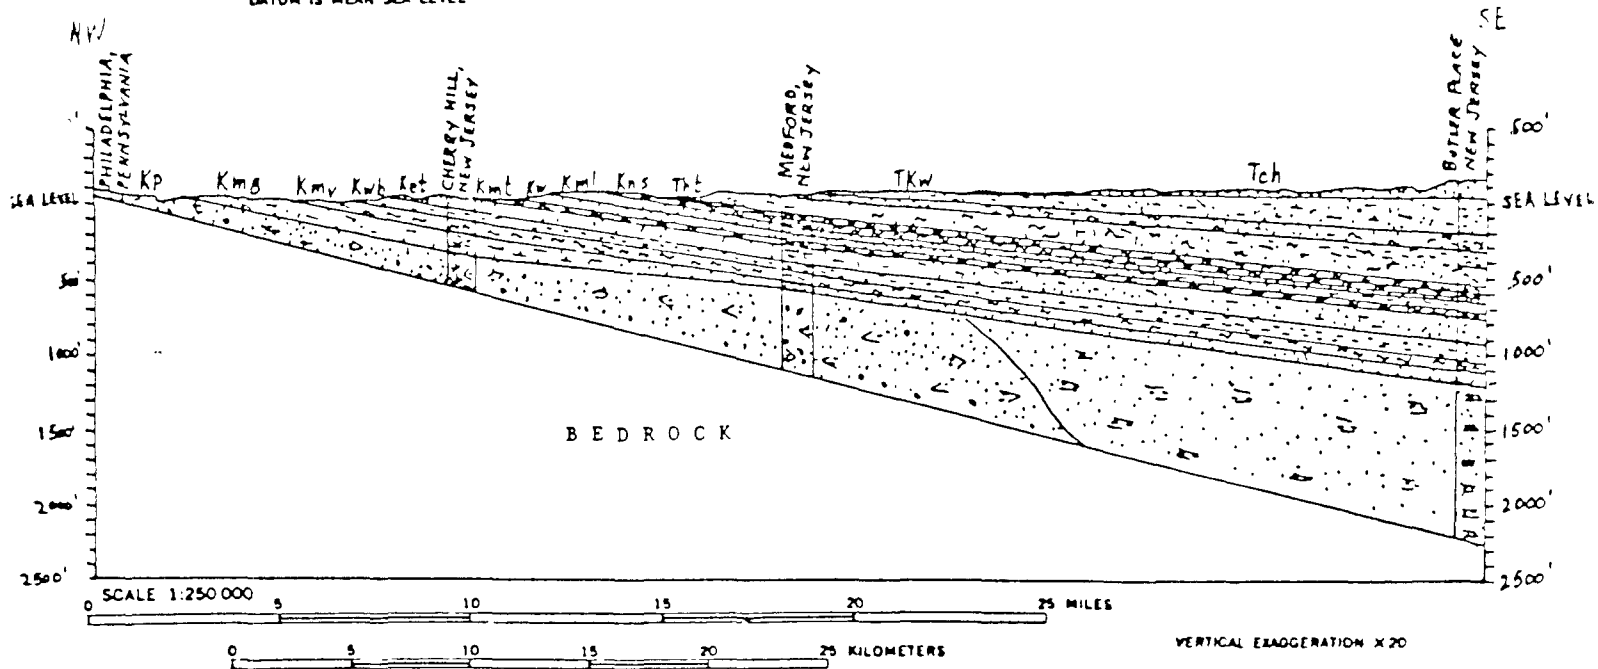 DATUM IS MEAN SEA LEVEL
NW
SE
PHILADELPHIA,
PENNSYLVANIA
CHERRY HILL,
NEW JERSEY
MEDFORD,
NEW JERSEY
BUTLER PLACE
NEW JERSEY
500'
Kp
Kmg
Kmv
Kwb
Ket
Kmt
Kw
Kml
Kns
Tht
TKw
Tch
SEA LEVEL
SEA LEVEL
500'
500'
1000'
1000'
BEDROCK
1500'
1500'
2000'
2000'
2500'
2500'
SCALE 1:250 000
0 5 10 15 20 25 MILES
0 5 10 15 20 25 KILOMETERS
VERTICAL EXAGGERATION X 20